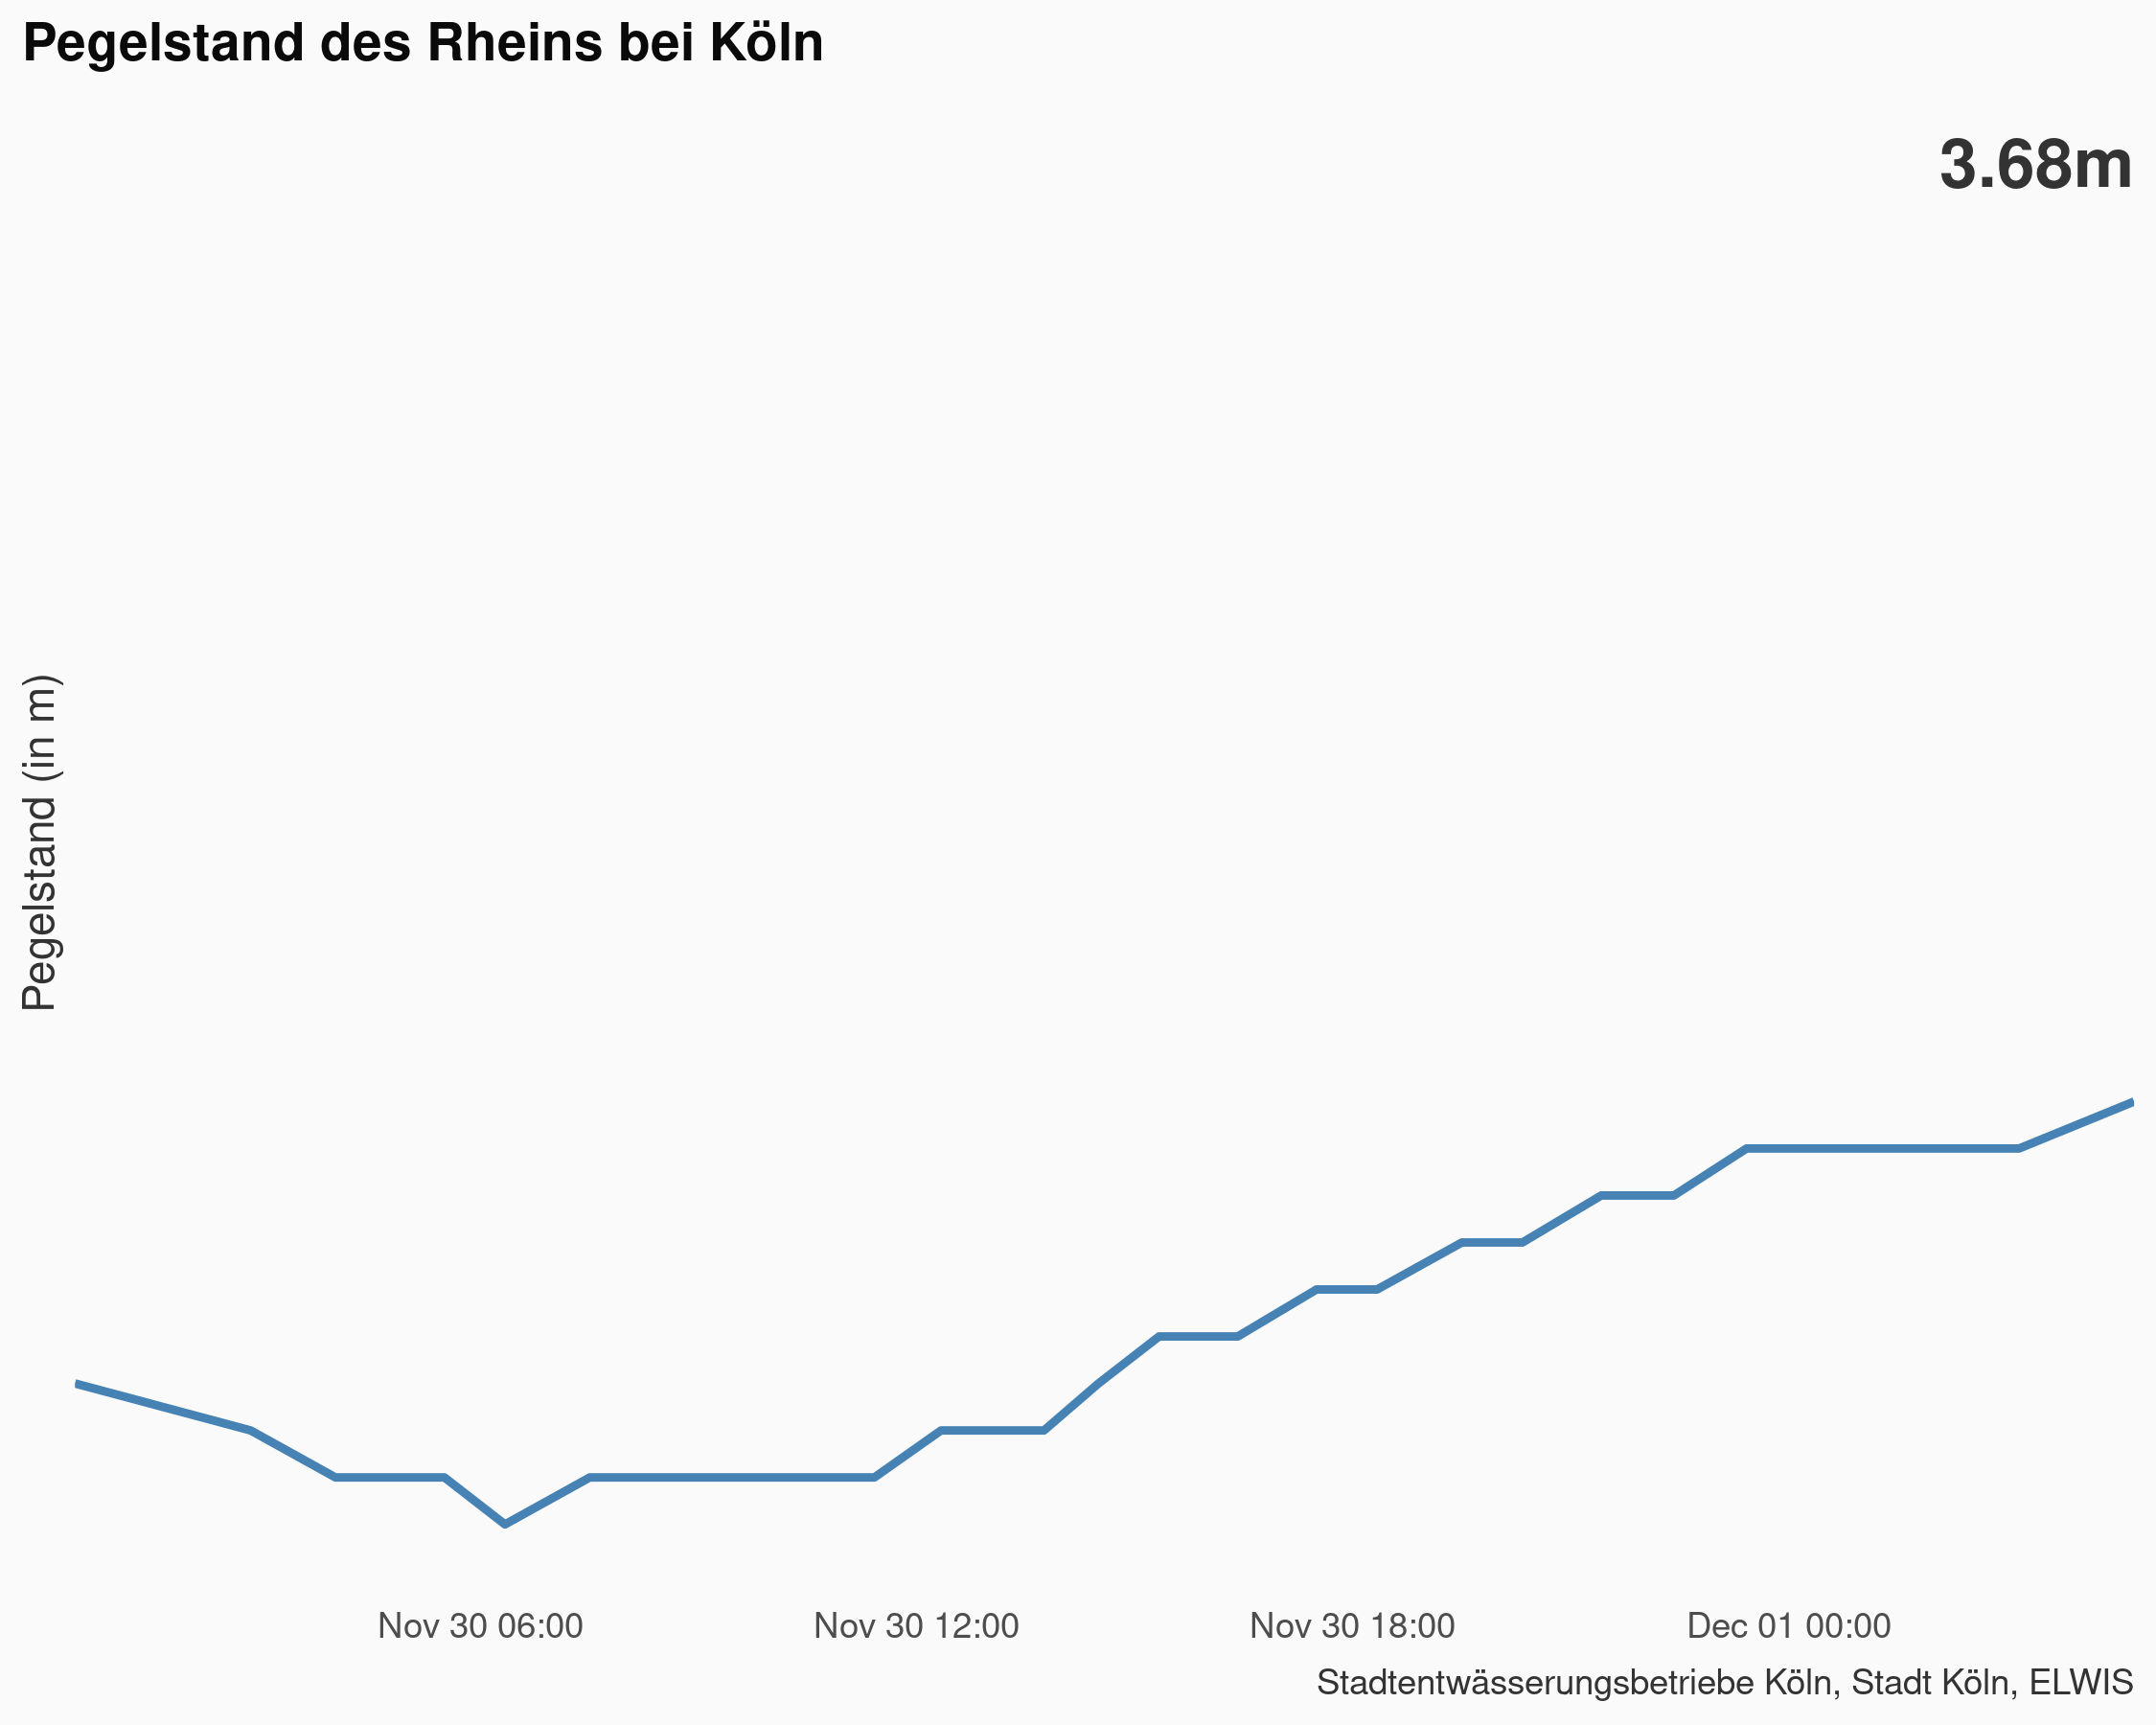 Pegelstand des Rheins bei Köln
3.68m
Pegelstand (in m)
Nov 30 06:00
Nov 30 12:00
Nov 30 18:00
Dec 01 00:00
Stadtentwässerungsbetriebe Köln, Stadt Köln, ELWIS